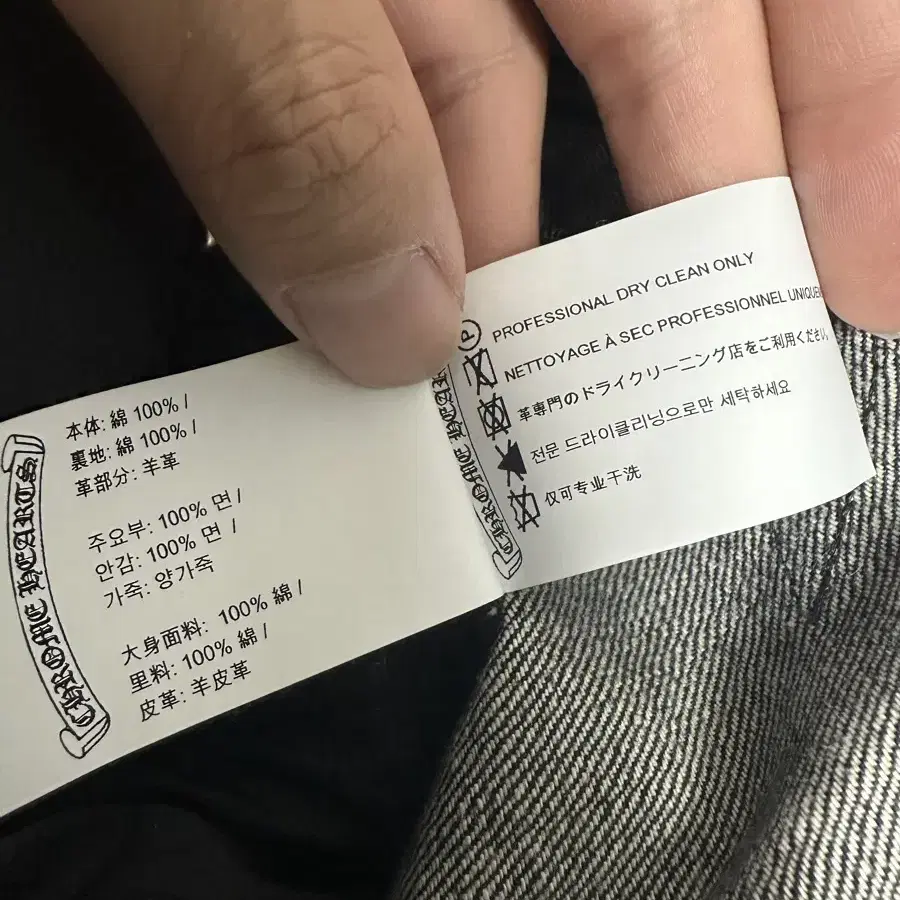 CHROME HEARTS
本体: 綿 100% /
裏地: 綿 100% /
革部分: 羊革
주요부: 100% 면 /
안감: 100% 면 /
가죽: 양가죽
大身面料: 100% 綿 /
里料: 100% 綿 /
皮革: 羊皮革
CHROME HEARTS
P
PROFESSIONAL DRY CLEAN ONLY
NETTOYAGE À SEC PROFESSIONNEL
革専門のドライクリーニング店をご利用ください。
전문 드라이클리닝으로만 세탁하세요
仅可专业干洗